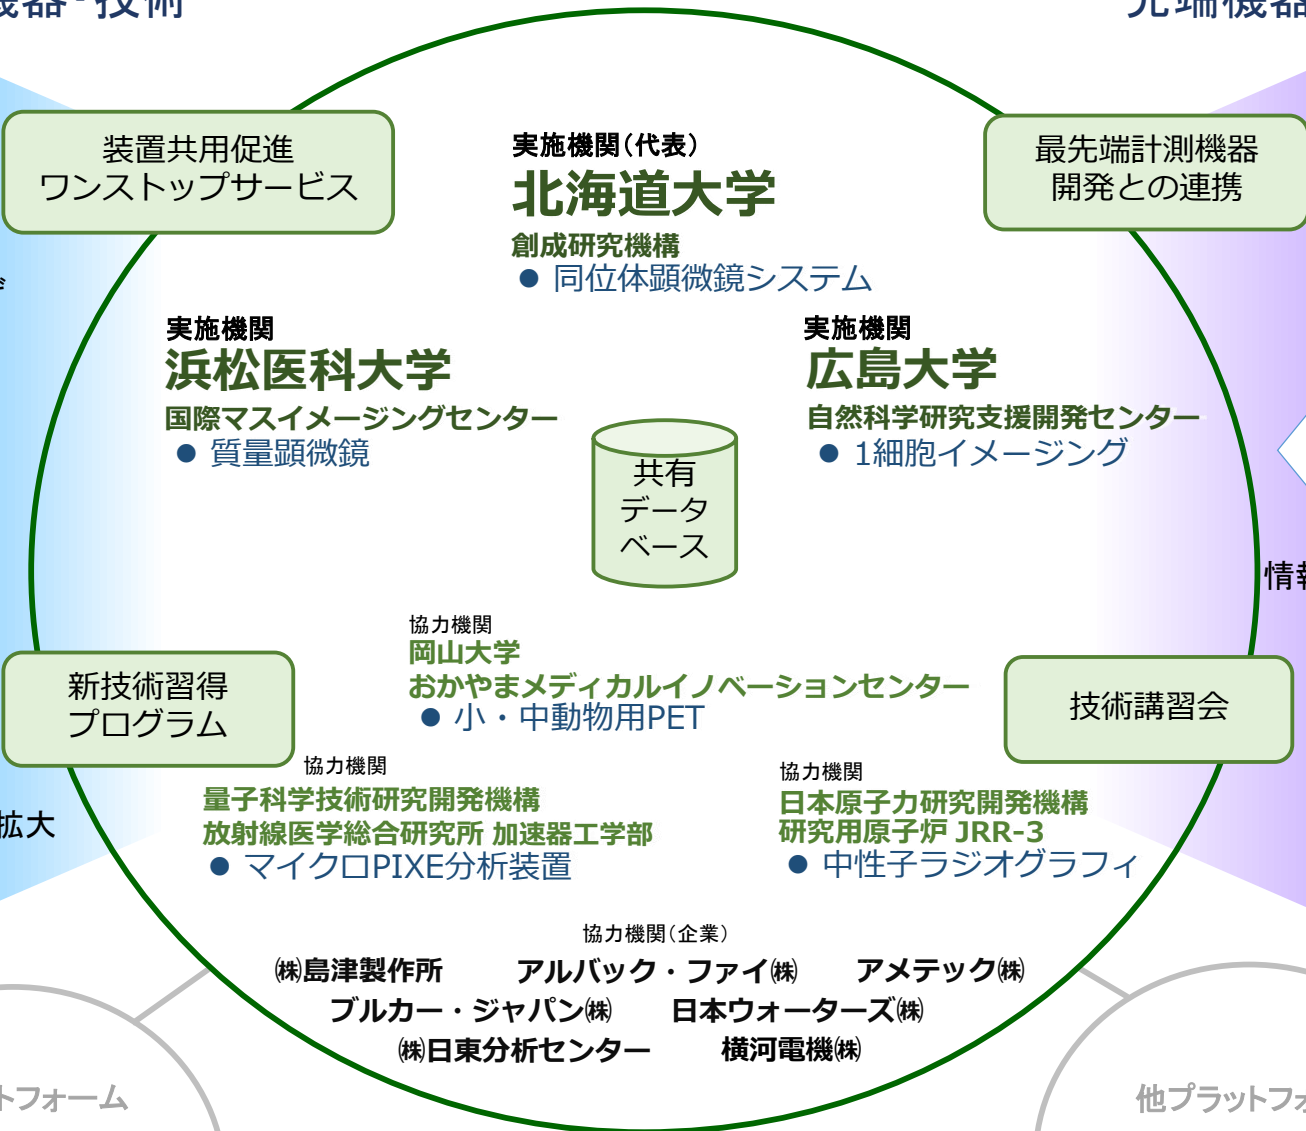 機器・技術
先端機器
装置共用促進
ワンストップサービス
実施機関(代表)
北海道大学
創成研究機構
● 同位体顕微鏡システム
最先端計測機器
開発との連携
実施機関
浜松医科大学
国際マスイメージングセンター
● 質量顕微鏡
実施機関
広島大学
自然科学研究支援開発センター
● 1細胞イメージング
共有
データ
ベース
情報
協力機関
岡山大学
おかやまメディカルイノベーションセンター
● 小・中動物用PET
新技術習得
プログラム
技術講習会
協力機関
量子科学技術研究開発機構
放射線医学総合研究所 加速器工学部
● マイクロPIXE分析装置
協力機関
日本原子力研究開発機構
研究用原子炉 JRR-3
● 中性子ラジオグラフィ
拡大
協力機関(企業)
㈱島津製作所 アルバック・ファイ㈱ アメテック㈱
ブルカー・ジャパン㈱ 日本ウォーターズ㈱
㈱日東分析センター 横河電機㈱
トフォーム
他プラットフォ